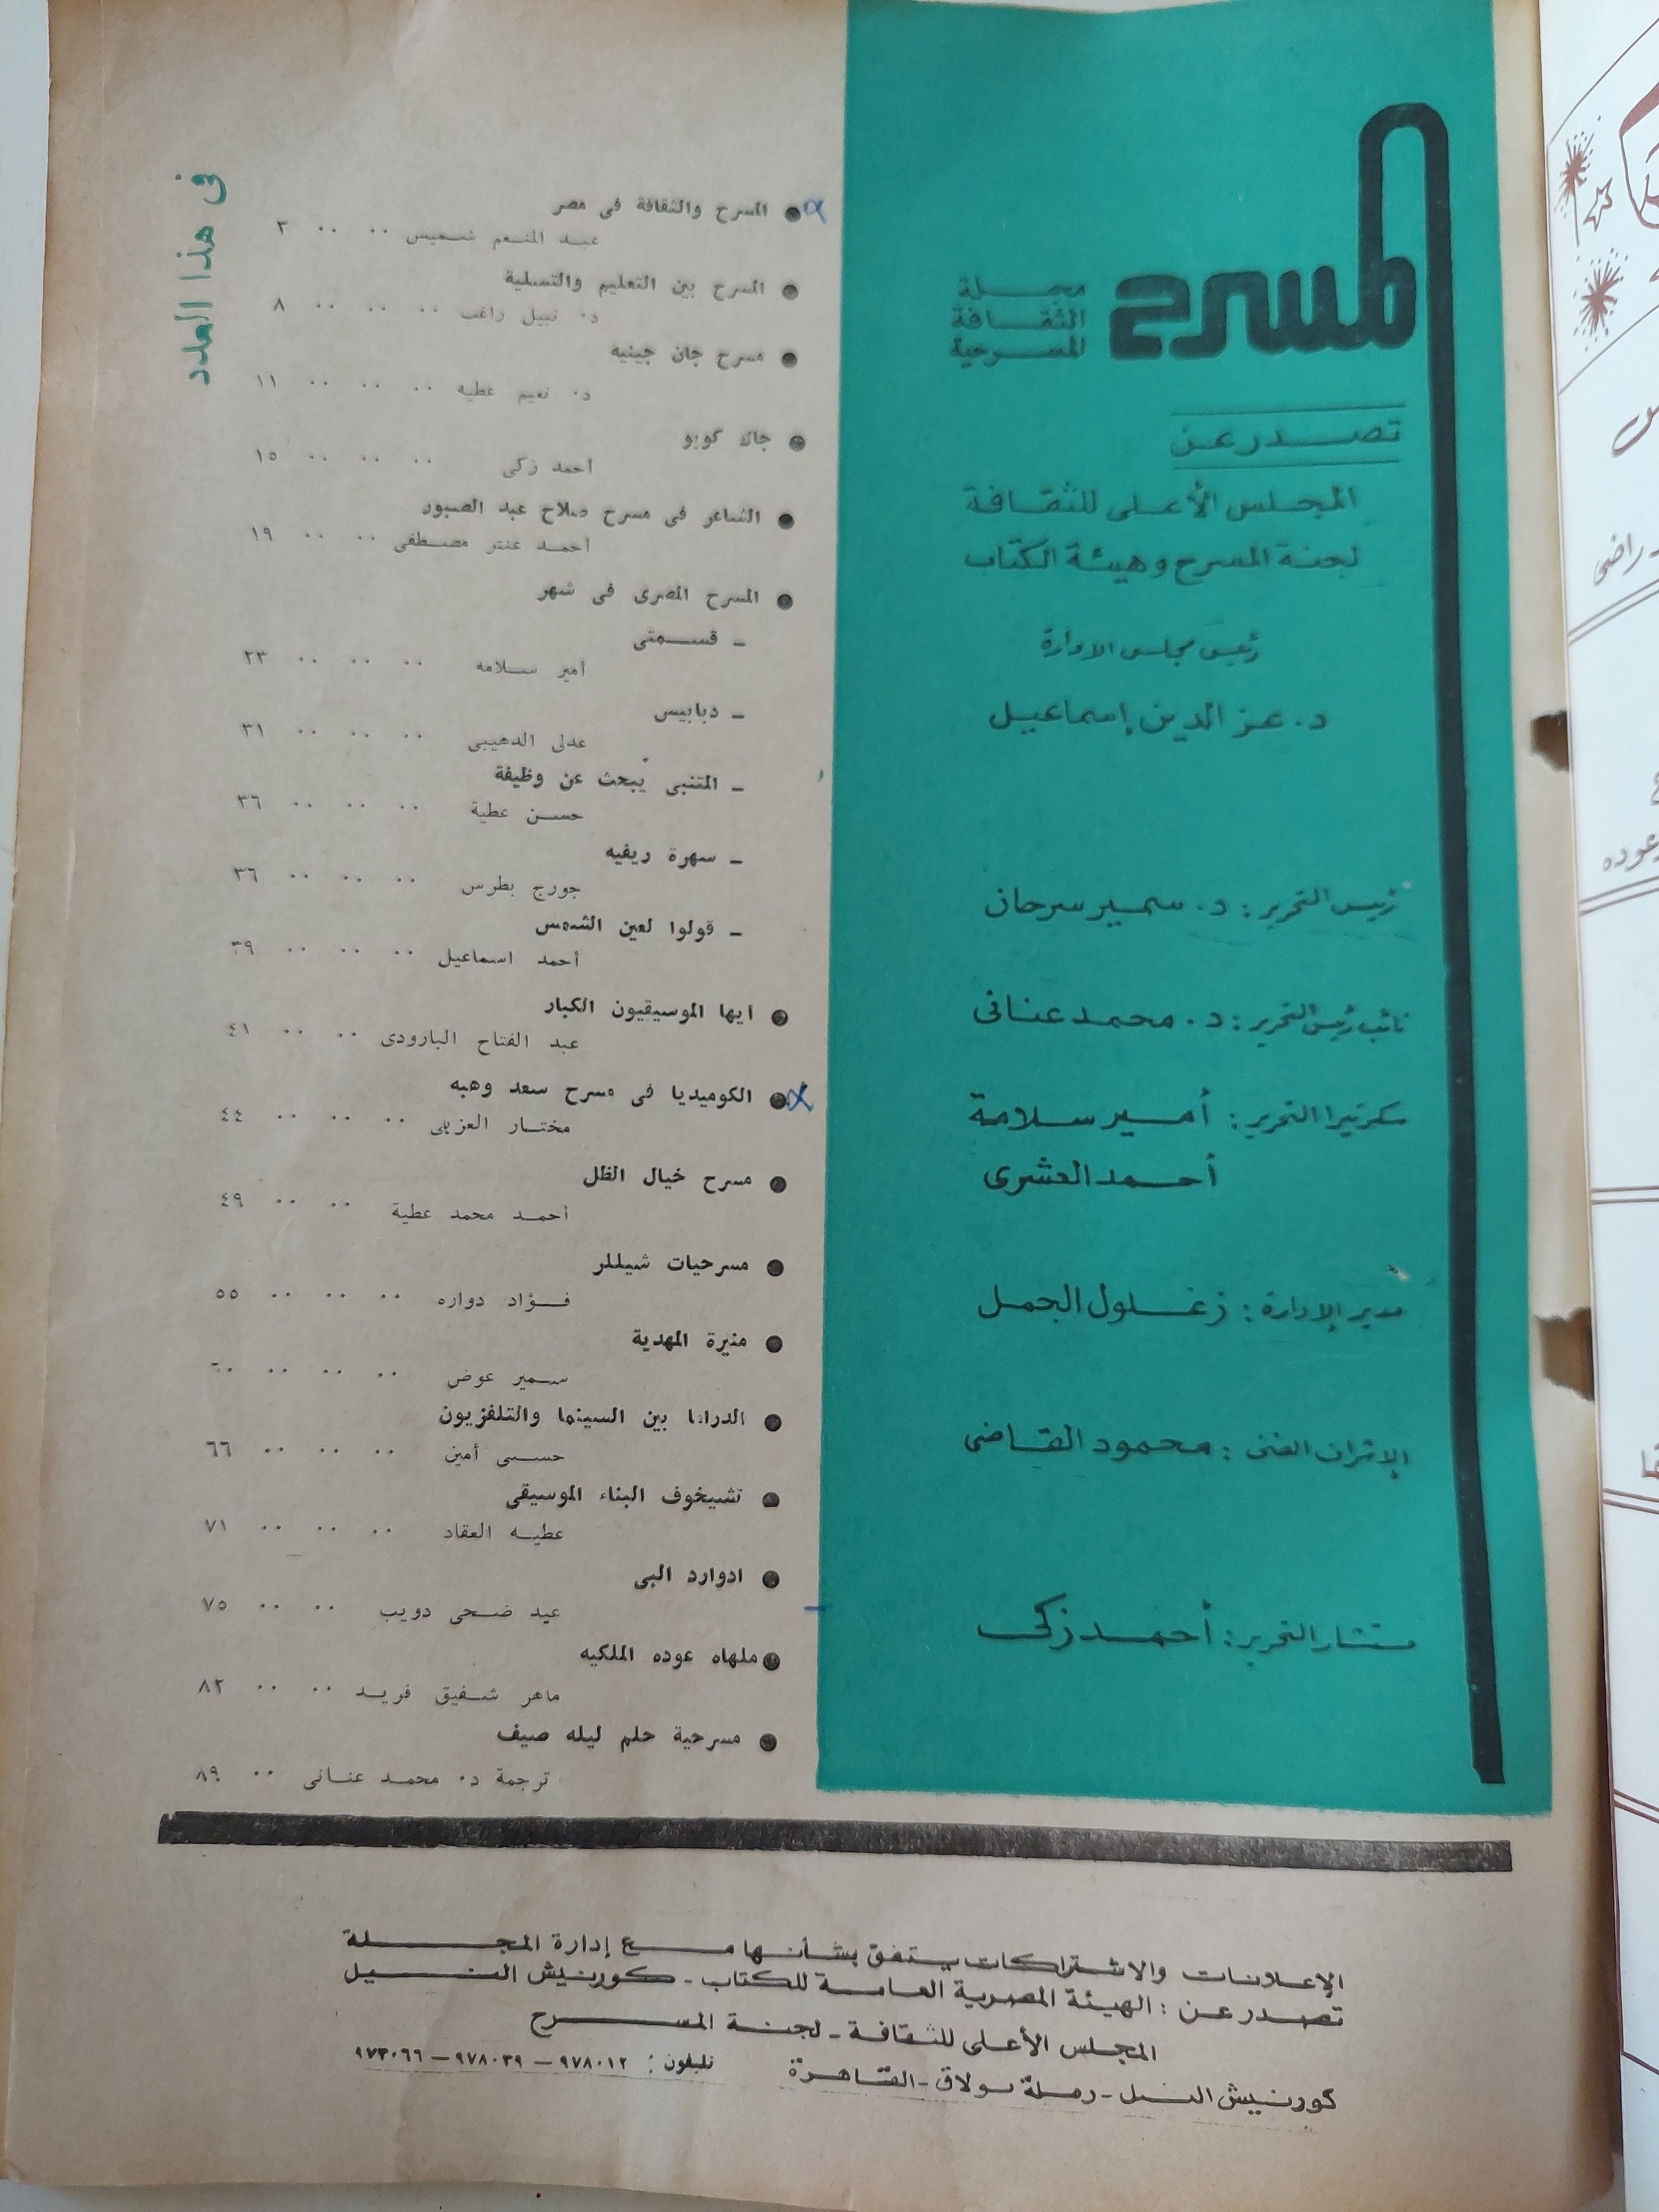 المسرح
مجلة
الثقافة
المسرحية
تصدر عن
المجلس الأعلى للثقافة
لجنة المسرح وهيئة الكتاب
رئيس مجلس الادارة
د. عز الدين إسماعيل
رئيس التحرير : د. سمير سرحان
نائب رئيس التحرير : د. محمد عنانى
سكرتيرا التحرير : أمير سلامة
أحمد العشرى
مدير الإدارة : زغلول الجمل
الإشراف الفنى : محمود القاضى
مستشار التحرير : أحمد زكى
فى هذا العدد
● المسرح والثقافة فى مصر
عبد المنعم شميس ·· ·· ٣
● المسرح بين التعليم والتسلية
د· نبيل راغب ·· ·· ·· ٨
● مسرح جان جينيه
د· نعيم عطيه ·· ·· ·· ١١
● جاك كوبو
أحمد زكى ·· ·· ·· ١٥
● الشاعر فى مسرح صلاح عبد الصبور
أحمد عنتر مصطفى ·· ·· ١٩
● المسرح المصرى فى شهر
ـ قسمتى
أمير سلامه ·· ·· ·· ٢٣
ـ دبابيس
عدلى الدهيبى ·· ·· ·· ٣١
ـ المتنبى يبحث عن وظيفة
حسن عطية ·· ·· ·· ٣٦
ـ سهرة ريفيه
جورج بطرس ·· ·· ·· ٣٦
ـ قولوا لعين الشمس
أحمد اسماعيل ·· ·· ·· ٣٩
● أيها الموسيقيون الكبار
عبد الفتاح البارودى ·· ·· ٤١
● الكوميديا فى مسرح سعد وهبه
مختار العزبى ·· ·· ·· ٤٤
● مسرح خيال الظل
أحمد محمد عطية ·· ·· ٤٩
● مسرحيات شيللر
فؤاد دواره ·· ·· ·· ٥٥
● منيرة المهدية
سمير عوض ·· ·· ·· ٦٠
● الدراما بين السينما والتلفزيون
حسى أمين ·· ·· ·· ٦٦
● تشيخوف البناء الموسيقى
عطيه العقاد ·· ·· ·· ٧١
● ادوارد البى
عيد ضحى دويب ·· ·· ٧٥
● ملهاه عوده الملكيه
ماهر شفيق فريد ·· ·· ٨٢
● مسرحية حلم ليله صيف
ترجمة د· محمد عنانى ·· ٨٩
الإعلانات والاشتراكات يتفق بشأنها مع إدارة المجلة
تصدر عن : الهيئة المصرية العامة للكتاب - كورنيش النيل
المجلس الأعلى للثقافة - لجنة المسرح
كورنيش النيل - رملة بولاق - القاهرة تليفون : ٩٧٨٠١٢ – ٩٧٨٠٣٩ – ٩٧٣٠٦٦